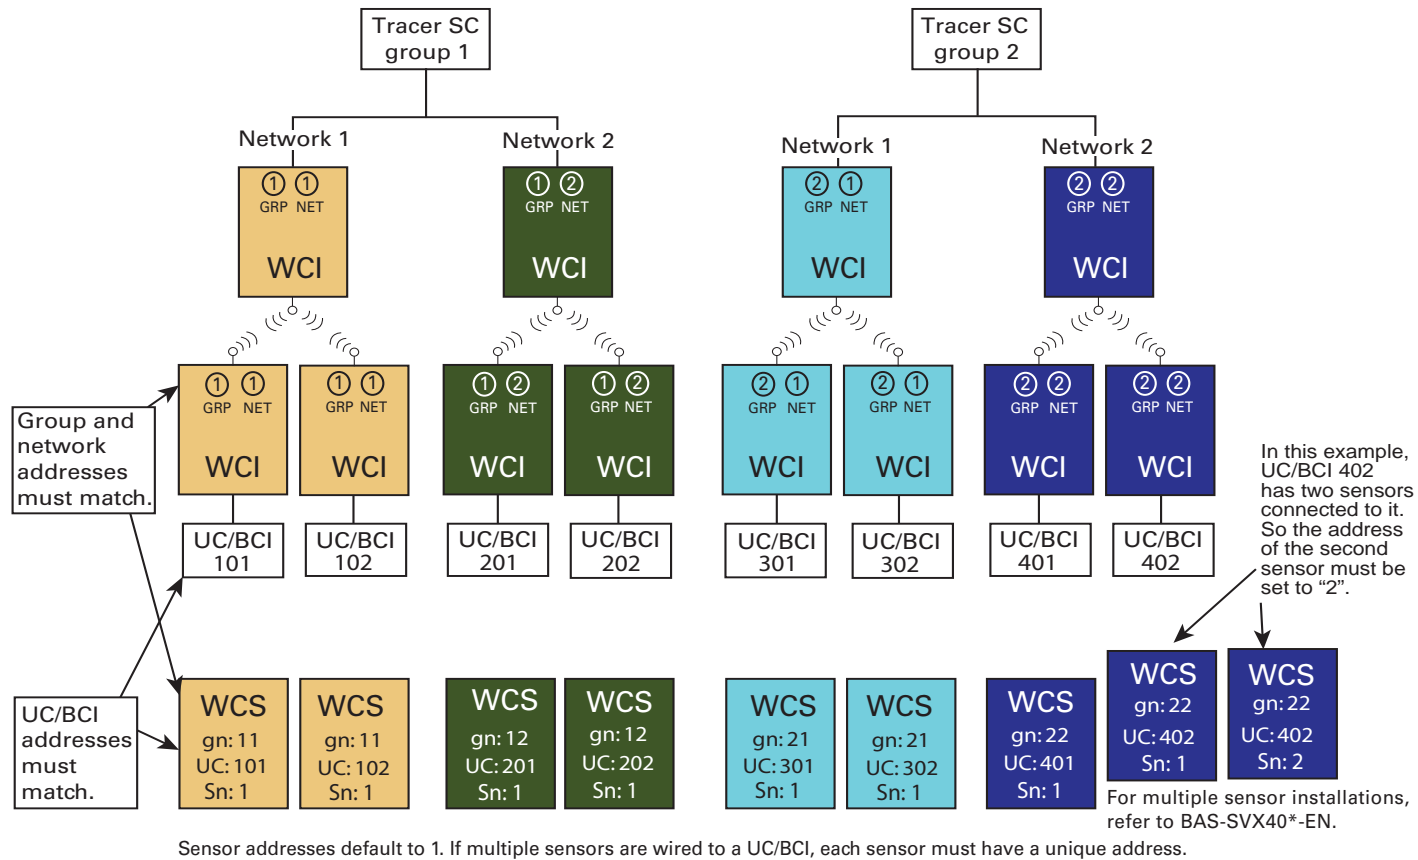 Tracer SC
group 1
Tracer SC
group 2
Network 1
Network 2
Network 1
Network 2
1 1
GRP NET
WCI
1 2
GRP NET
WCI
2 1
GRP NET
WCI
2 2
GRP NET
WCI
1 1
GRP NET
WCI
1 1
GRP NET
WCI
1 2
GRP NET
WCI
1 2
GRP NET
WCI
2 1
GRP NET
WCI
2 1
GRP NET
WCI
2 2
GRP NET
WCI
2 2
GRP NET
WCI
Group and
network
addresses
must match.
UC/BCI
101
UC/BCI
102
UC/BCI
201
UC/BCI
202
UC/BCI
301
UC/BCI
302
UC/BCI
401
UC/BCI
402
In this example,
UC/BCI 402
has two sensors
connected to it.
So the address
of the second
sensor must be
set to “2”.
UC/BCI
addresses
must
match.
WCS
gn: 11
UC: 101
Sn: 1
WCS
gn: 11
UC: 102
Sn: 1
WCS
gn: 12
UC: 201
Sn: 1
WCS
gn: 12
UC: 202
Sn: 1
WCS
gn: 21
UC: 301
Sn: 1
WCS
gn: 21
UC: 302
Sn: 1
WCS
gn: 22
UC: 401
Sn: 1
WCS
gn: 22
UC: 402
Sn: 1
WCS
gn: 22
UC: 402
Sn: 2
For multiple sensor installations,
refer to BAS-SVX40*-EN.
Sensor addresses default to 1. If multiple sensors are wired to a UC/BCI, each sensor must have a unique address.